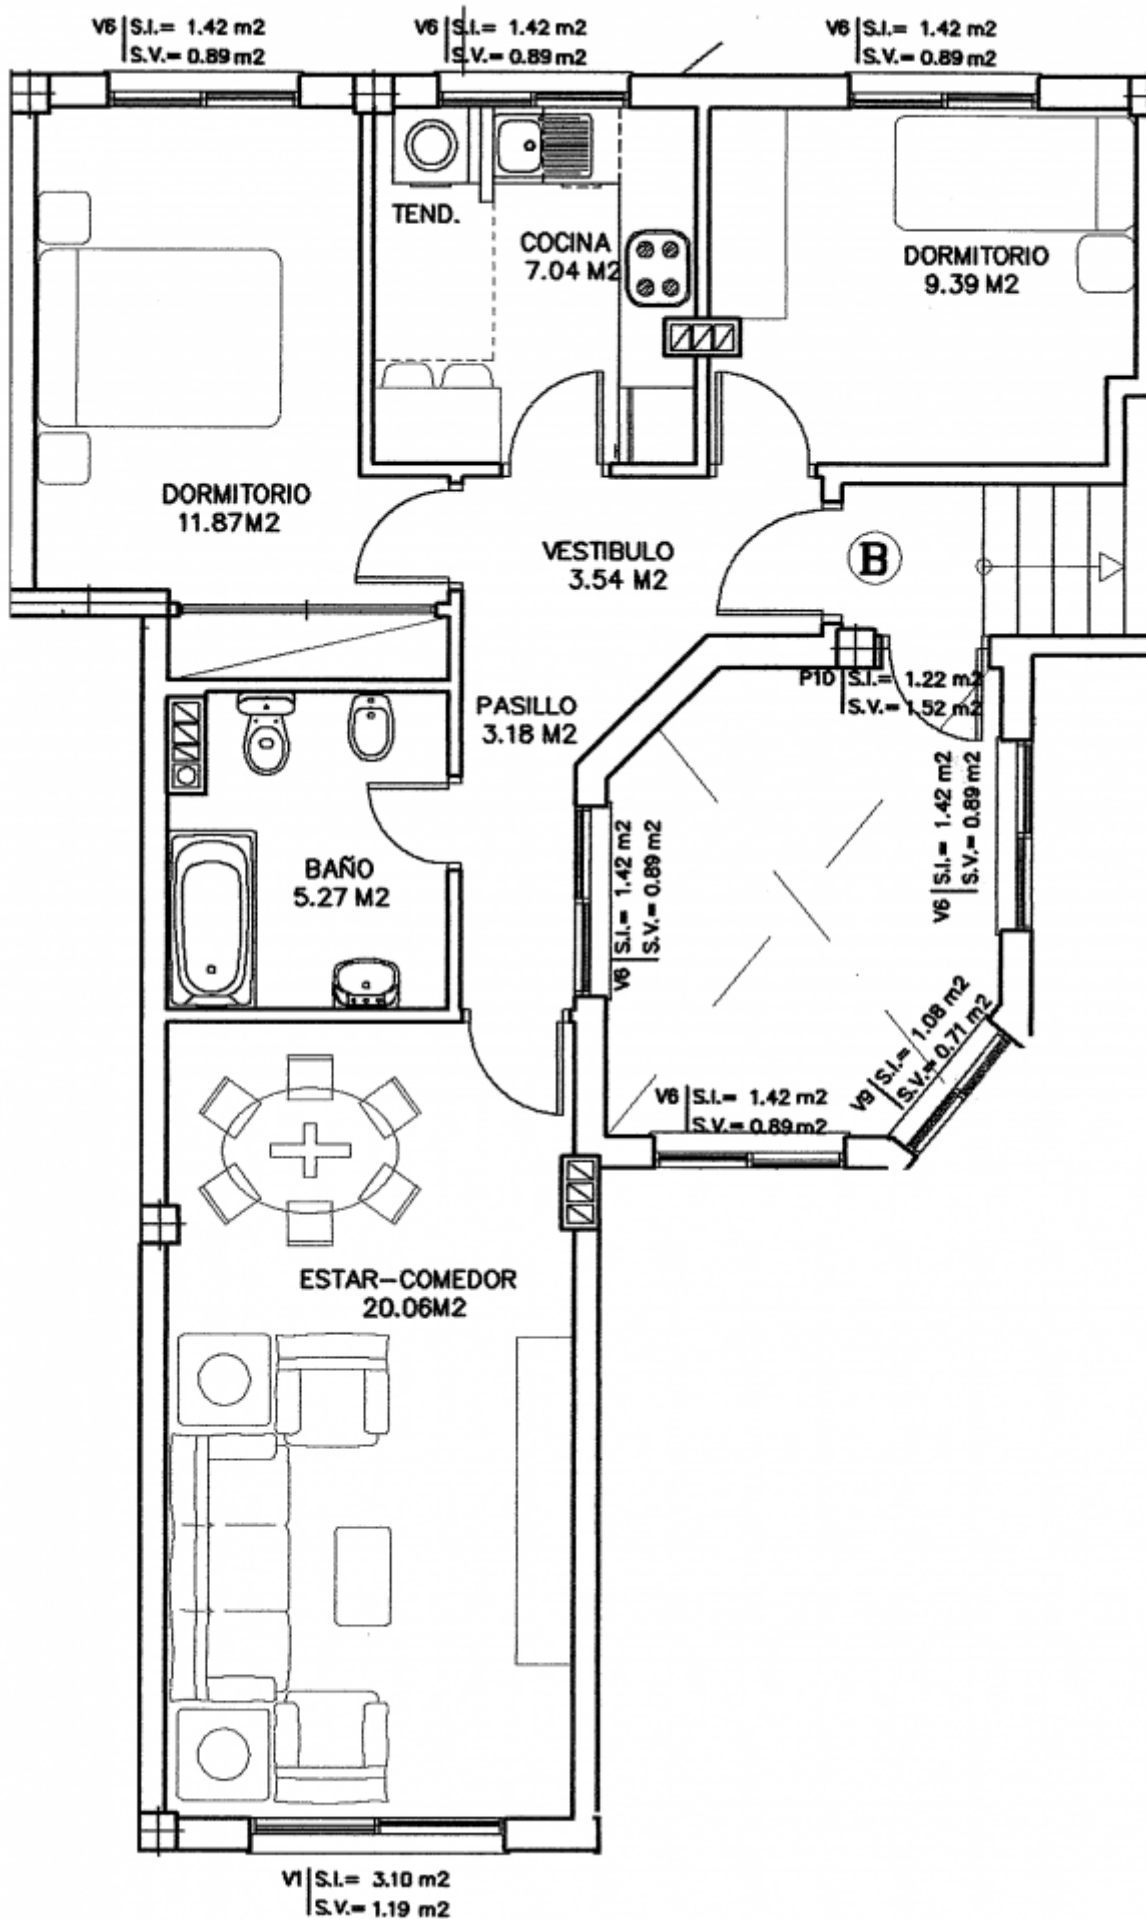 V6 S.I.= 1.42 m2
S.V.= 0.89 m2
V6 S.I.= 1.42 m2
S.V.= 0.89 m2
V6 S.I.= 1.42 m2
S.V.= 0.89 m2
TEND.
COCINA
7.04 M2
DORMITORIO
9.39 M2
DORMITORIO
11.87M2
VESTIBULO
3.54 M2
B
PASILLO
3.18 M2
P10 S.I.= 1.22 m2
S.V.= 1.52 m2
V6 S.I.= 1.42 m2
S.V.= 0.89 m2
V6 S.I.= 1.42 m2
S.V.= 0.89 m2
BAÑO
5.27 M2
V9 S.I.= 1.08 m2
S.V.= 0.71 m2
V6 S.I.= 1.42 m2
S.V.= 0.89 m2
ESTAR-COMEDOR
20.06M2
V1 S.I.= 3.10 m2
S.V.= 1.19 m2